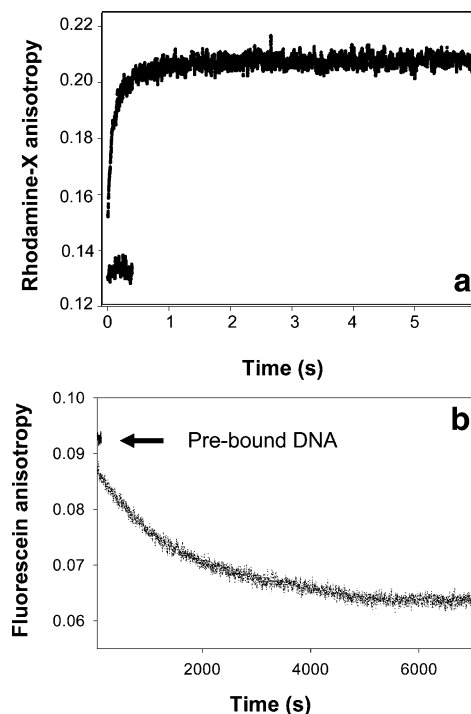 0.22
0.20
0.18
0.16
0.14
0.12
Rhodamine-X anisotropy
a
0 1 2 3 4 5
Time (s)
0.10
0.09
0.08
0.07
0.06
Fluorescein anisotropy
b
Pre-bound DNA
2000 4000 6000
Time (s)